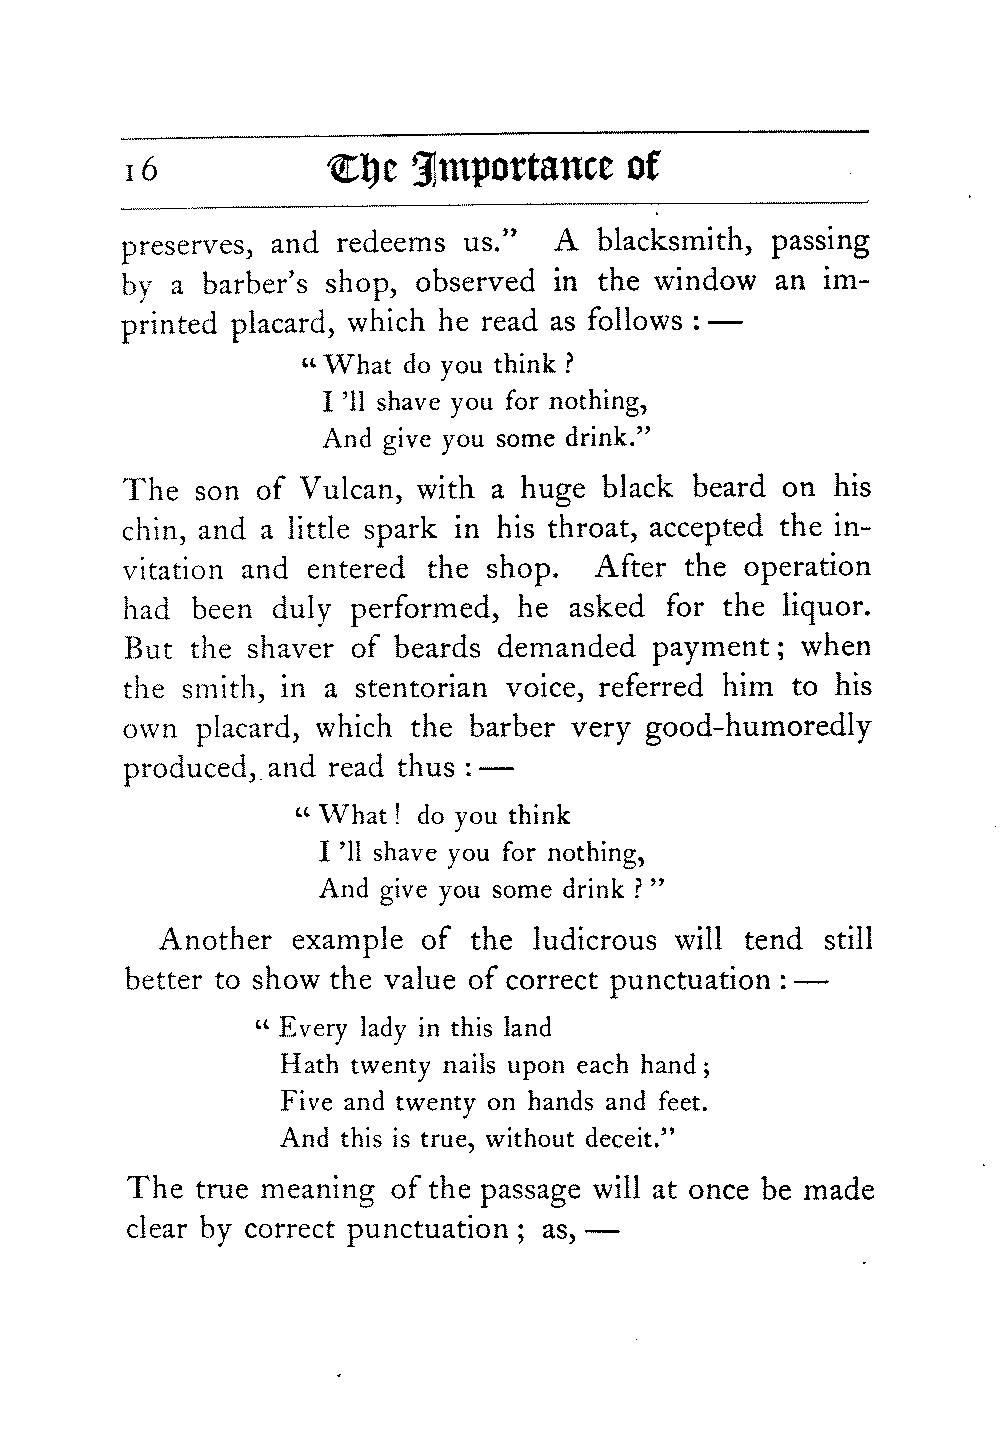 16 The Importance of
preserves, and redeems us.” A blacksmith, passing
by a barber’s shop, observed in the window an im-
printed placard, which he read as follows : —
“ What do you think ?
I ’ll shave you for nothing,
And give you some drink.”
The son of Vulcan, with a huge black beard on his
chin, and a little spark in his throat, accepted the in-
vitation and entered the shop. After the operation
had been duly performed, he asked for the liquor.
But the shaver of beards demanded payment ; when
the smith, in a stentorian voice, referred him to his
own placard, which the barber very good-humoredly
produced, and read thus : —
“ What ! do you think
I ’ll shave you for nothing,
And give you some drink ? ”
Another example of the ludicrous will tend still
better to show the value of correct punctuation : —
“ Every lady in this land
Hath twenty nails upon each hand ;
Five and twenty on hands and feet.
And this is true, without deceit.”
The true meaning of the passage will at once be made
clear by correct punctuation ; as, —